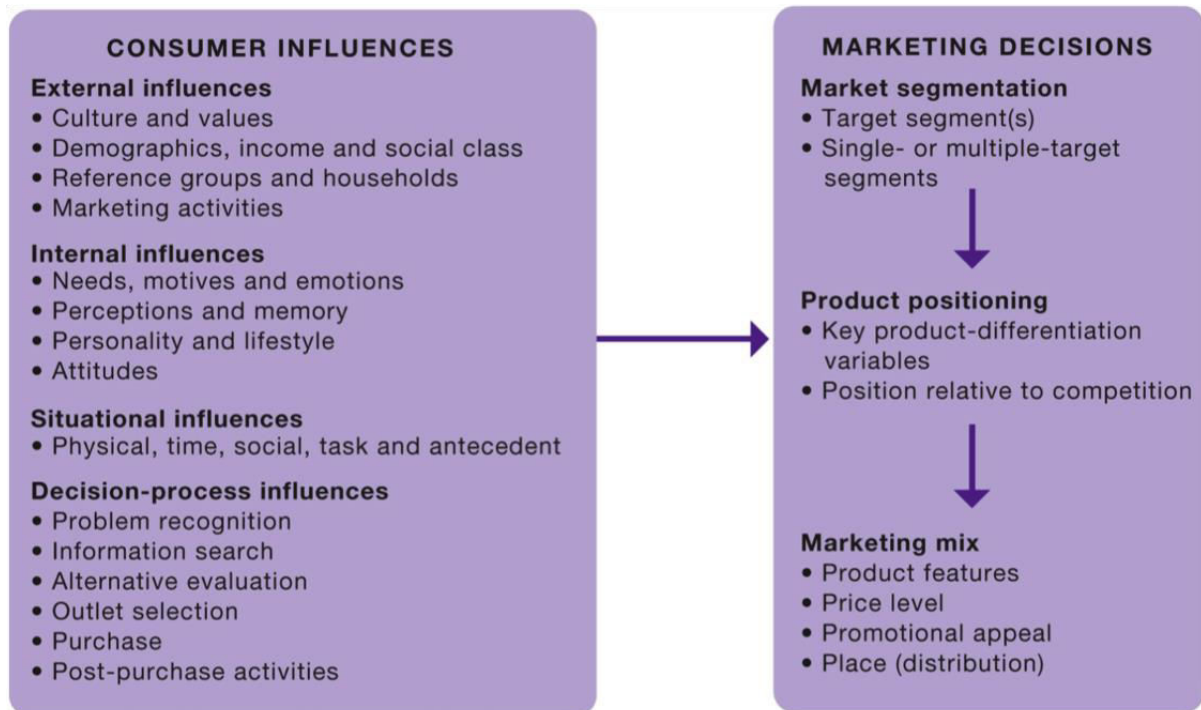 CONSUMER INFLUENCES
External influences
• Culture and values
• Demographics, income and social class
• Reference groups and households
• Marketing activities
Internal influences
• Needs, motives and emotions
• Perceptions and memory
• Personality and lifestyle
• Attitudes
Situational influences
• Physical, time, social, task and antecedent
Decision-process influences
• Problem recognition
• Information search
• Alternative evaluation
• Outlet selection
• Purchase
• Post-purchase activities
MARKETING DECISIONS
Market segmentation
• Target segment(s)
• Single- or multiple-target
segments
Product positioning
• Key product-differentiation
variables
• Position relative to competition
Marketing mix
• Product features
• Price level
• Promotional appeal
• Place (distribution)